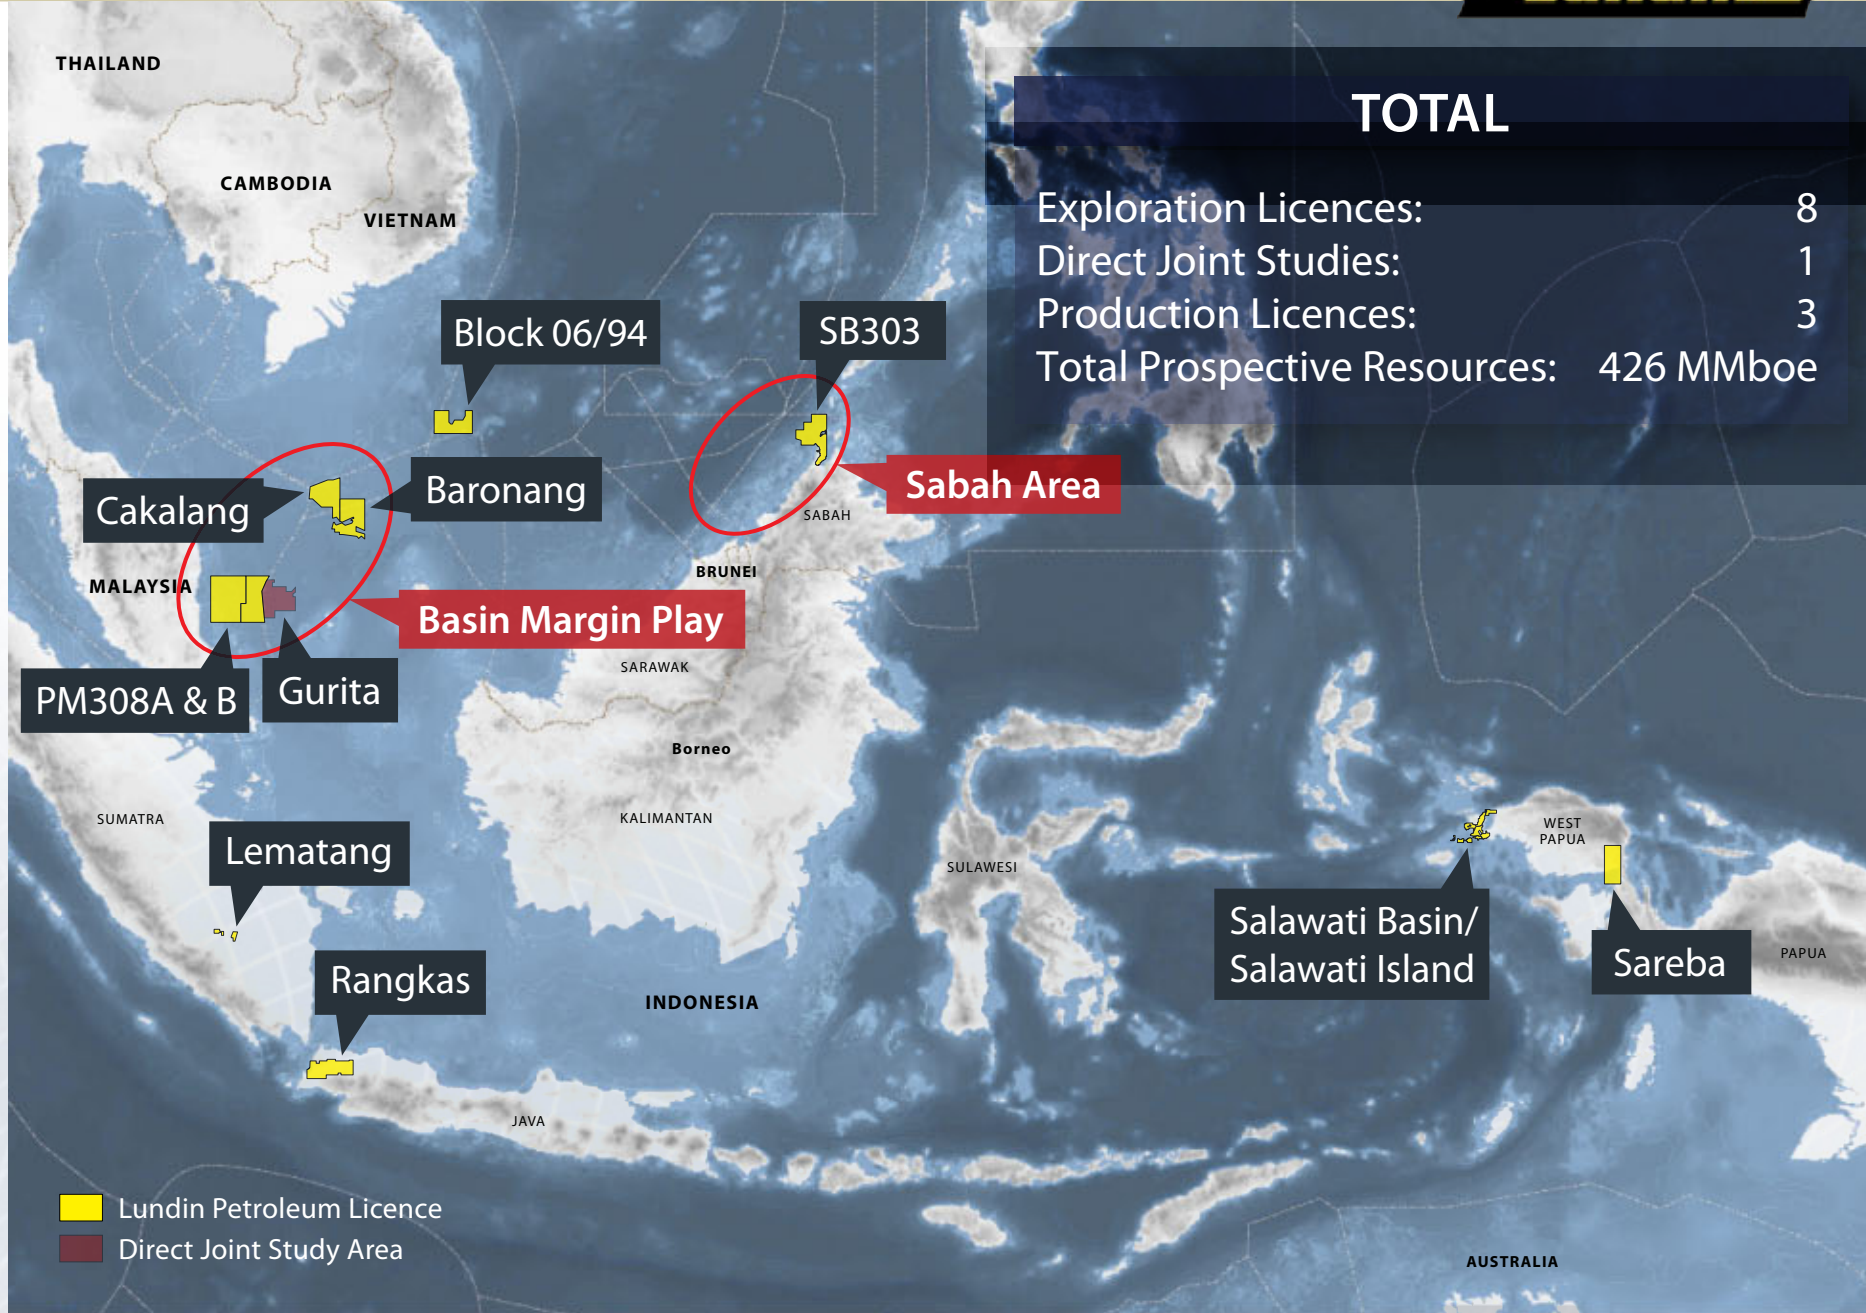 THAILAND
CAMBODIA
VIETNAM
TOTAL
Exploration Licences: 8
Direct Joint Studies: 1
Production Licences: 3
Total Prospective Resources: 426 MMboe
Block 06/94
SB303
Cakalang
Baronang
Sabah Area
SABAH
BRUNEI
MALAYSIA
Basin Margin Play
SARAWAK
PM308A & B
Gurita
Borneo
SUMATRA
KALIMANTAN
Lematang
SULAWESI
WEST
PAPUA
Salawati Basin/
Salawati Island
Sareba
PAPUA
Rangkas
INDONESIA
JAVA
Lundin Petroleum Licence
Direct Joint Study Area
AUSTRALIA